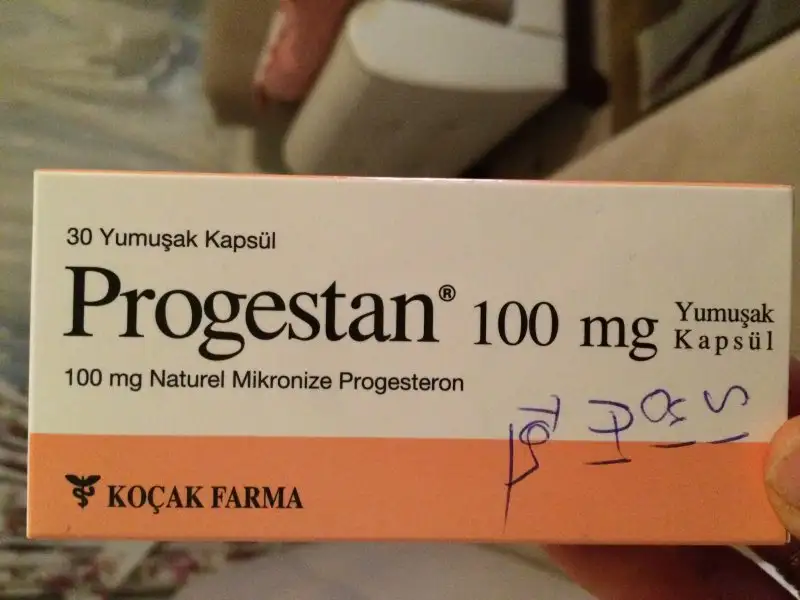 30 Yumuşak Kapsül
Progestan® 100 mg Yumuşak
Kapsül
100 mg Naturel Mikronize Progesteron
KOÇAK FARMA